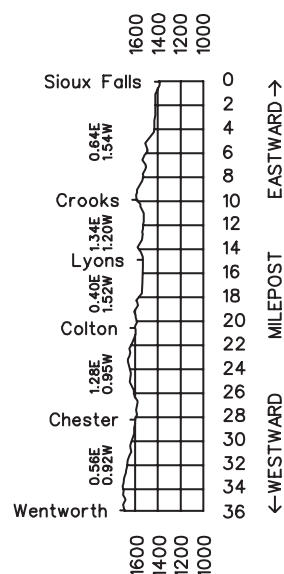 1600 1400 1200 1000
Sioux Falls 0
2
4
0.64E
1.54W
6
8
Crooks 10
1.34E
1.20W
12
14
Lyons
16
0.40E
1.52W
18
20
Colton
22
1.28E
0.95W
24
26
Chester 28
30
0.56E
0.92W
32
34
Wentworth 36
EASTWARD →
MILEPOST
← WESTWARD
1600 1400 1200 1000